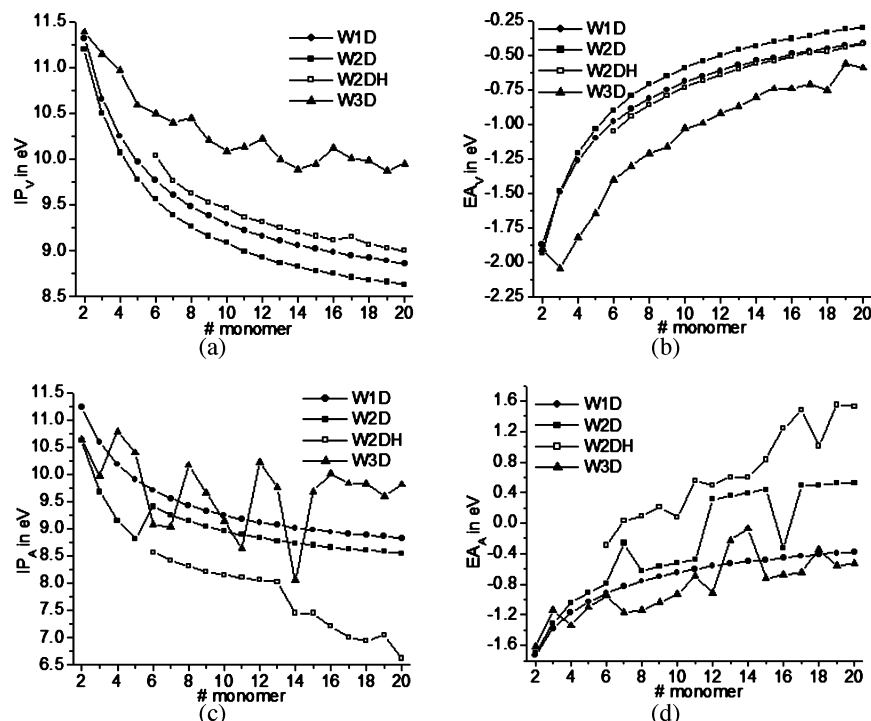 11.5
11.0
10.5
10.0
9.5
9.0
8.5
IP_V in eV
W1D
W2D
W2DH
W3D
2 4 6 8 10 12 14 16 18 20
# monomer
(a)
-0.25
-0.50
-0.75
-1.00
-1.25
-1.50
-1.75
-2.00
-2.25
EA_V in eV
W1D
W2D
W2DH
W3D
2 4 6 8 10 12 14 16 18 20
# monomer
(b)
11.5
11.0
10.5
10.0
9.5
9.0
8.5
8.0
7.5
7.0
6.5
IP_A in eV
W1D
W2D
W2DH
W3D
2 4 6 8 10 12 14 16 18 20
# monomer
(c)
1.6
1.2
0.8
0.4
0.0
-0.4
-0.8
-1.2
-1.6
EA_A in eV
W1D
W2D
W2DH
W3D
2 4 6 8 10 12 14 16 18 20
# monomer
(d)